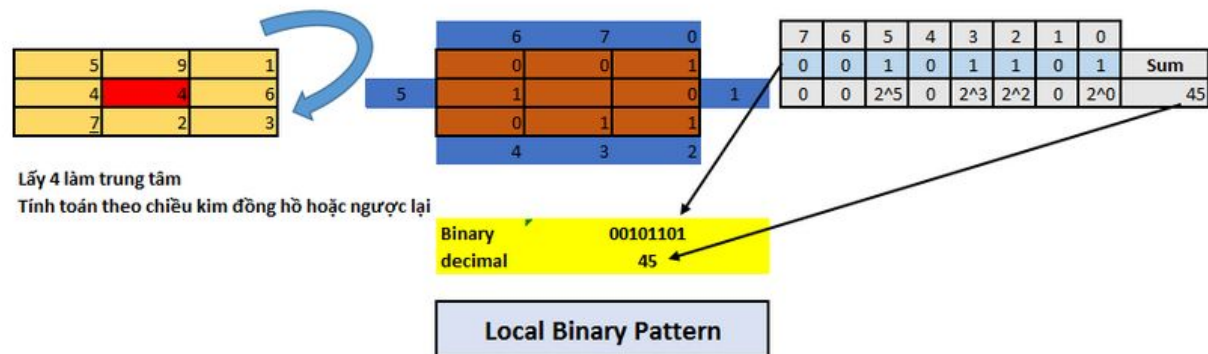 6 7 0
7 6 5 4 3 2 1 0
5 9 1
0 0 1
0 0 1 0 1 1 0 1 Sum
4 4 6
5 1 0 1
0 0 2^5 0 2^3 2^2 0 2^0 45
7 2 3
0 1 1
4 3 2
Lấy 4 làm trung tâm
Tính toán theo chiều kim đồng hồ hoặc ngược lại
Binary 00101101
decimal 45
Local Binary Pattern